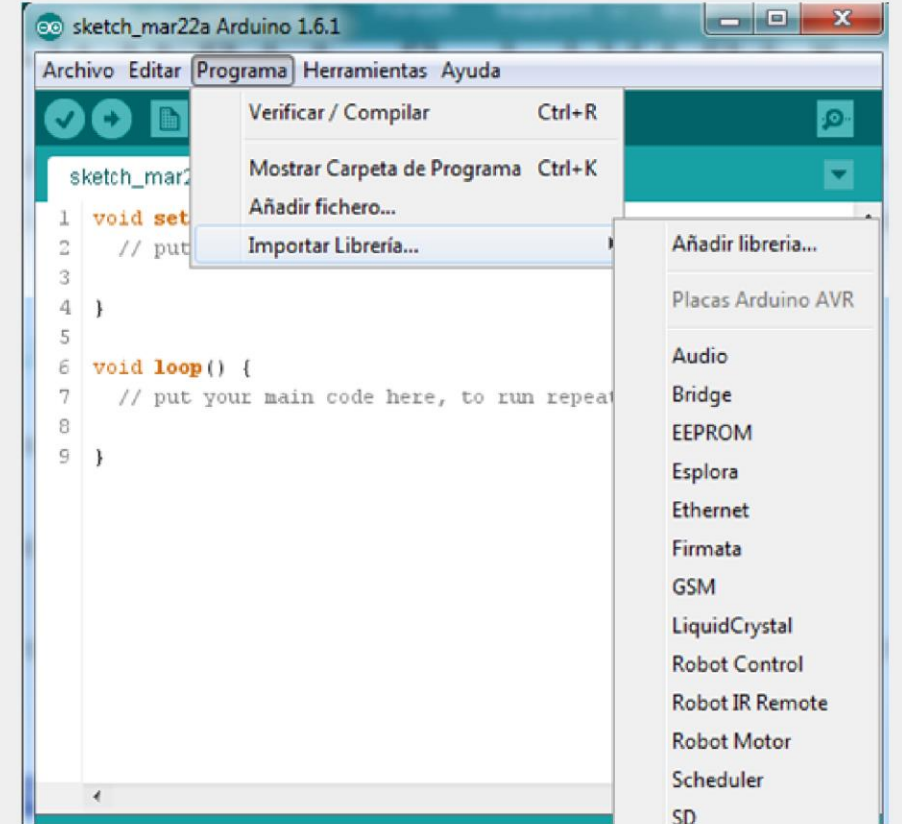 sketch_mar22a Arduino 1.6.1
Archivo Editar Programa Herramientas Ayuda
Verificar / Compilar Ctrl+R
Mostrar Carpeta de Programa Ctrl+K
Añadir fichero...
Importar Librería...
sketch_mar2
1 void set
2 // put
3
4 }
5
6 void loop() {
7 // put your main code here, to run repeat
8
9 }
Añadir libreria...
Placas Arduino AVR
Audio
Bridge
EEPROM
Esplora
Ethernet
Firmata
GSM
LiquidCrystal
Robot Control
Robot IR Remote
Robot Motor
Scheduler
SD